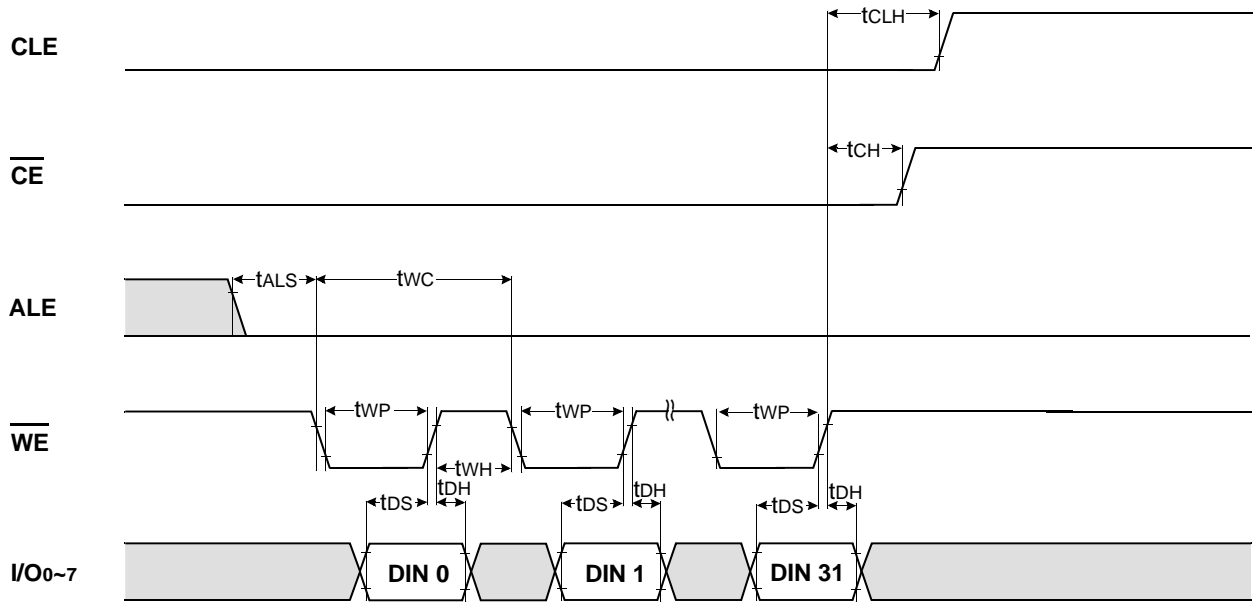 CLE
tCLH
CE
tCH
ALE
tALS
tWC
WE
tWP
tWP
tWP
tWH
tDS
tDH
tDS
tDH
tDS
tDH
I/O0~7
DIN 0
DIN 1
DIN 31